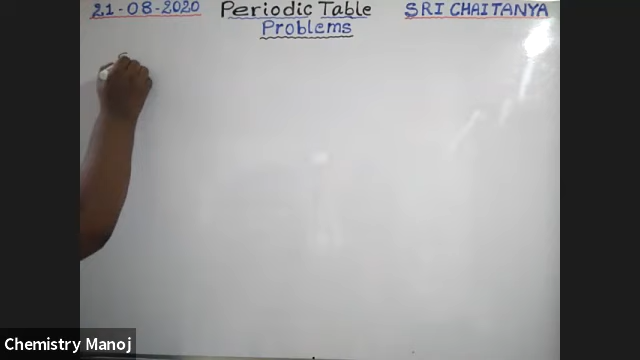 21-08-2020 Periodic Table SRI CHAITANYA
Problems
Chemistry Manoj